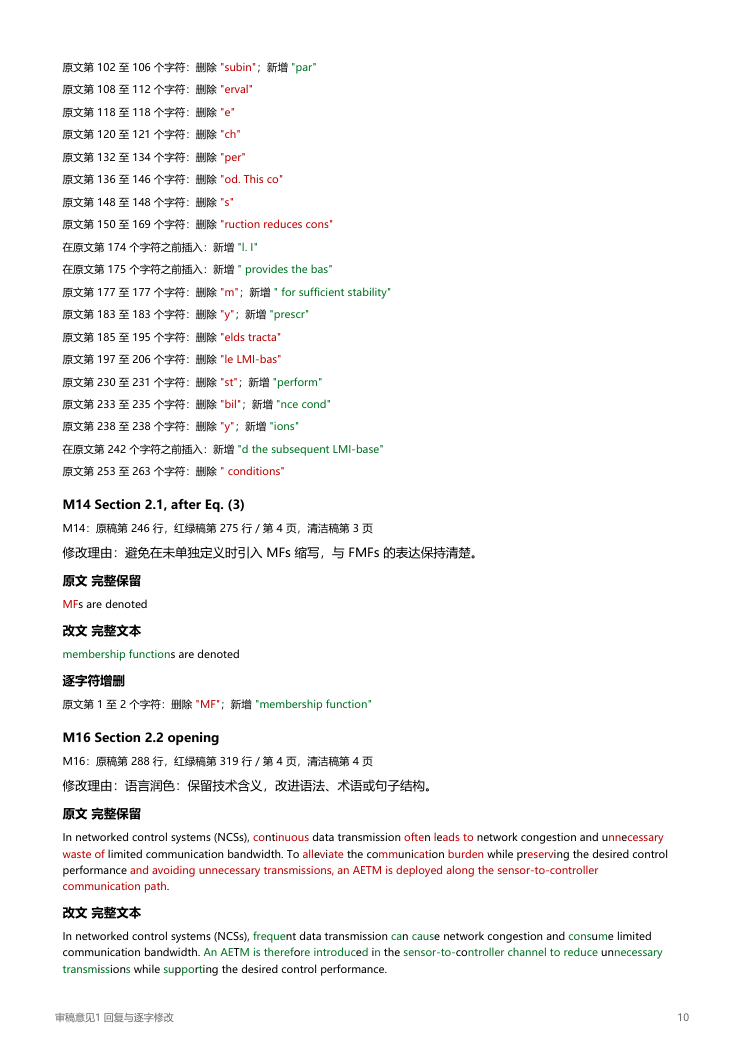 原文第 102 至 106 个字符：删除 "subin"；新增 "par"
原文第 108 至 112 个字符：删除 "erval"
原文第 118 至 118 个字符：删除 "e"
原文第 120 至 121 个字符：删除 "ch"
原文第 132 至 134 个字符：删除 "per"
原文第 136 至 146 个字符：删除 "od. This co"
原文第 148 至 148 个字符：删除 "s"
原文第 150 至 169 个字符：删除 "ruction reduces cons"
在原文第 174 个字符之前插入：新增 "l. l"
在原文第 175 个字符之前插入：新增 " provides the bas"
原文第 177 至 177 个字符：删除 "m"；新增 " for sufficient stability"
原文第 183 至 183 个字符：删除 "y"；新增 "prescr"
原文第 185 至 195 个字符：删除 "elds tracta"
原文第 197 至 206 个字符：删除 "le LMI-bas"
原文第 230 至 231 个字符：删除 "st"；新增 "perform"
原文第 233 至 235 个字符：删除 "bil"；新增 "nce cond"
原文第 238 至 238 个字符：删除 "y"；新增 "ions"
在原文第 242 个字符之前插入：新增 "d the subsequent LMI-base"
原文第 253 至 263 个字符：删除 " conditions"
M14 Section 2.1, after Eq. (3)
M14：原稿第 246 行，红绿稿第 275 行 / 第 4 页，清洁稿第 3 页
修改理由：避免在未单独定义时引入 MFs 缩写，与 FMFs 的表达保持清楚。
原文 完整保留
MFs are denoted
改文 完整文本
membership functions are denoted
逐字符增删
原文第 1 至 2 个字符：删除 "MF"；新增 "membership function"
M16 Section 2.2 opening
M16：原稿第 288 行，红绿稿第 319 行 / 第 4 页，清洁稿第 4 页
修改理由：语言润色：保留技术含义，改进语法、术语或句子结构。
原文 完整保留
In networked control systems (NCSs), continuous data transmission often leads to network congestion and unnecessary
waste of limited communication bandwidth. To alleviate the communication burden while preserving the desired control
performance and avoiding unnecessary transmissions, an AETM is deployed along the sensor-to-controller
communication path.
改文 完整文本
In networked control systems (NCSs), frequent data transmission can cause network congestion and consume limited
communication bandwidth. An AETM is therefore introduced in the sensor-to-controller channel to reduce unnecessary
transmissions while supporting the desired control performance.
审稿意见1 回复与逐字修改
10